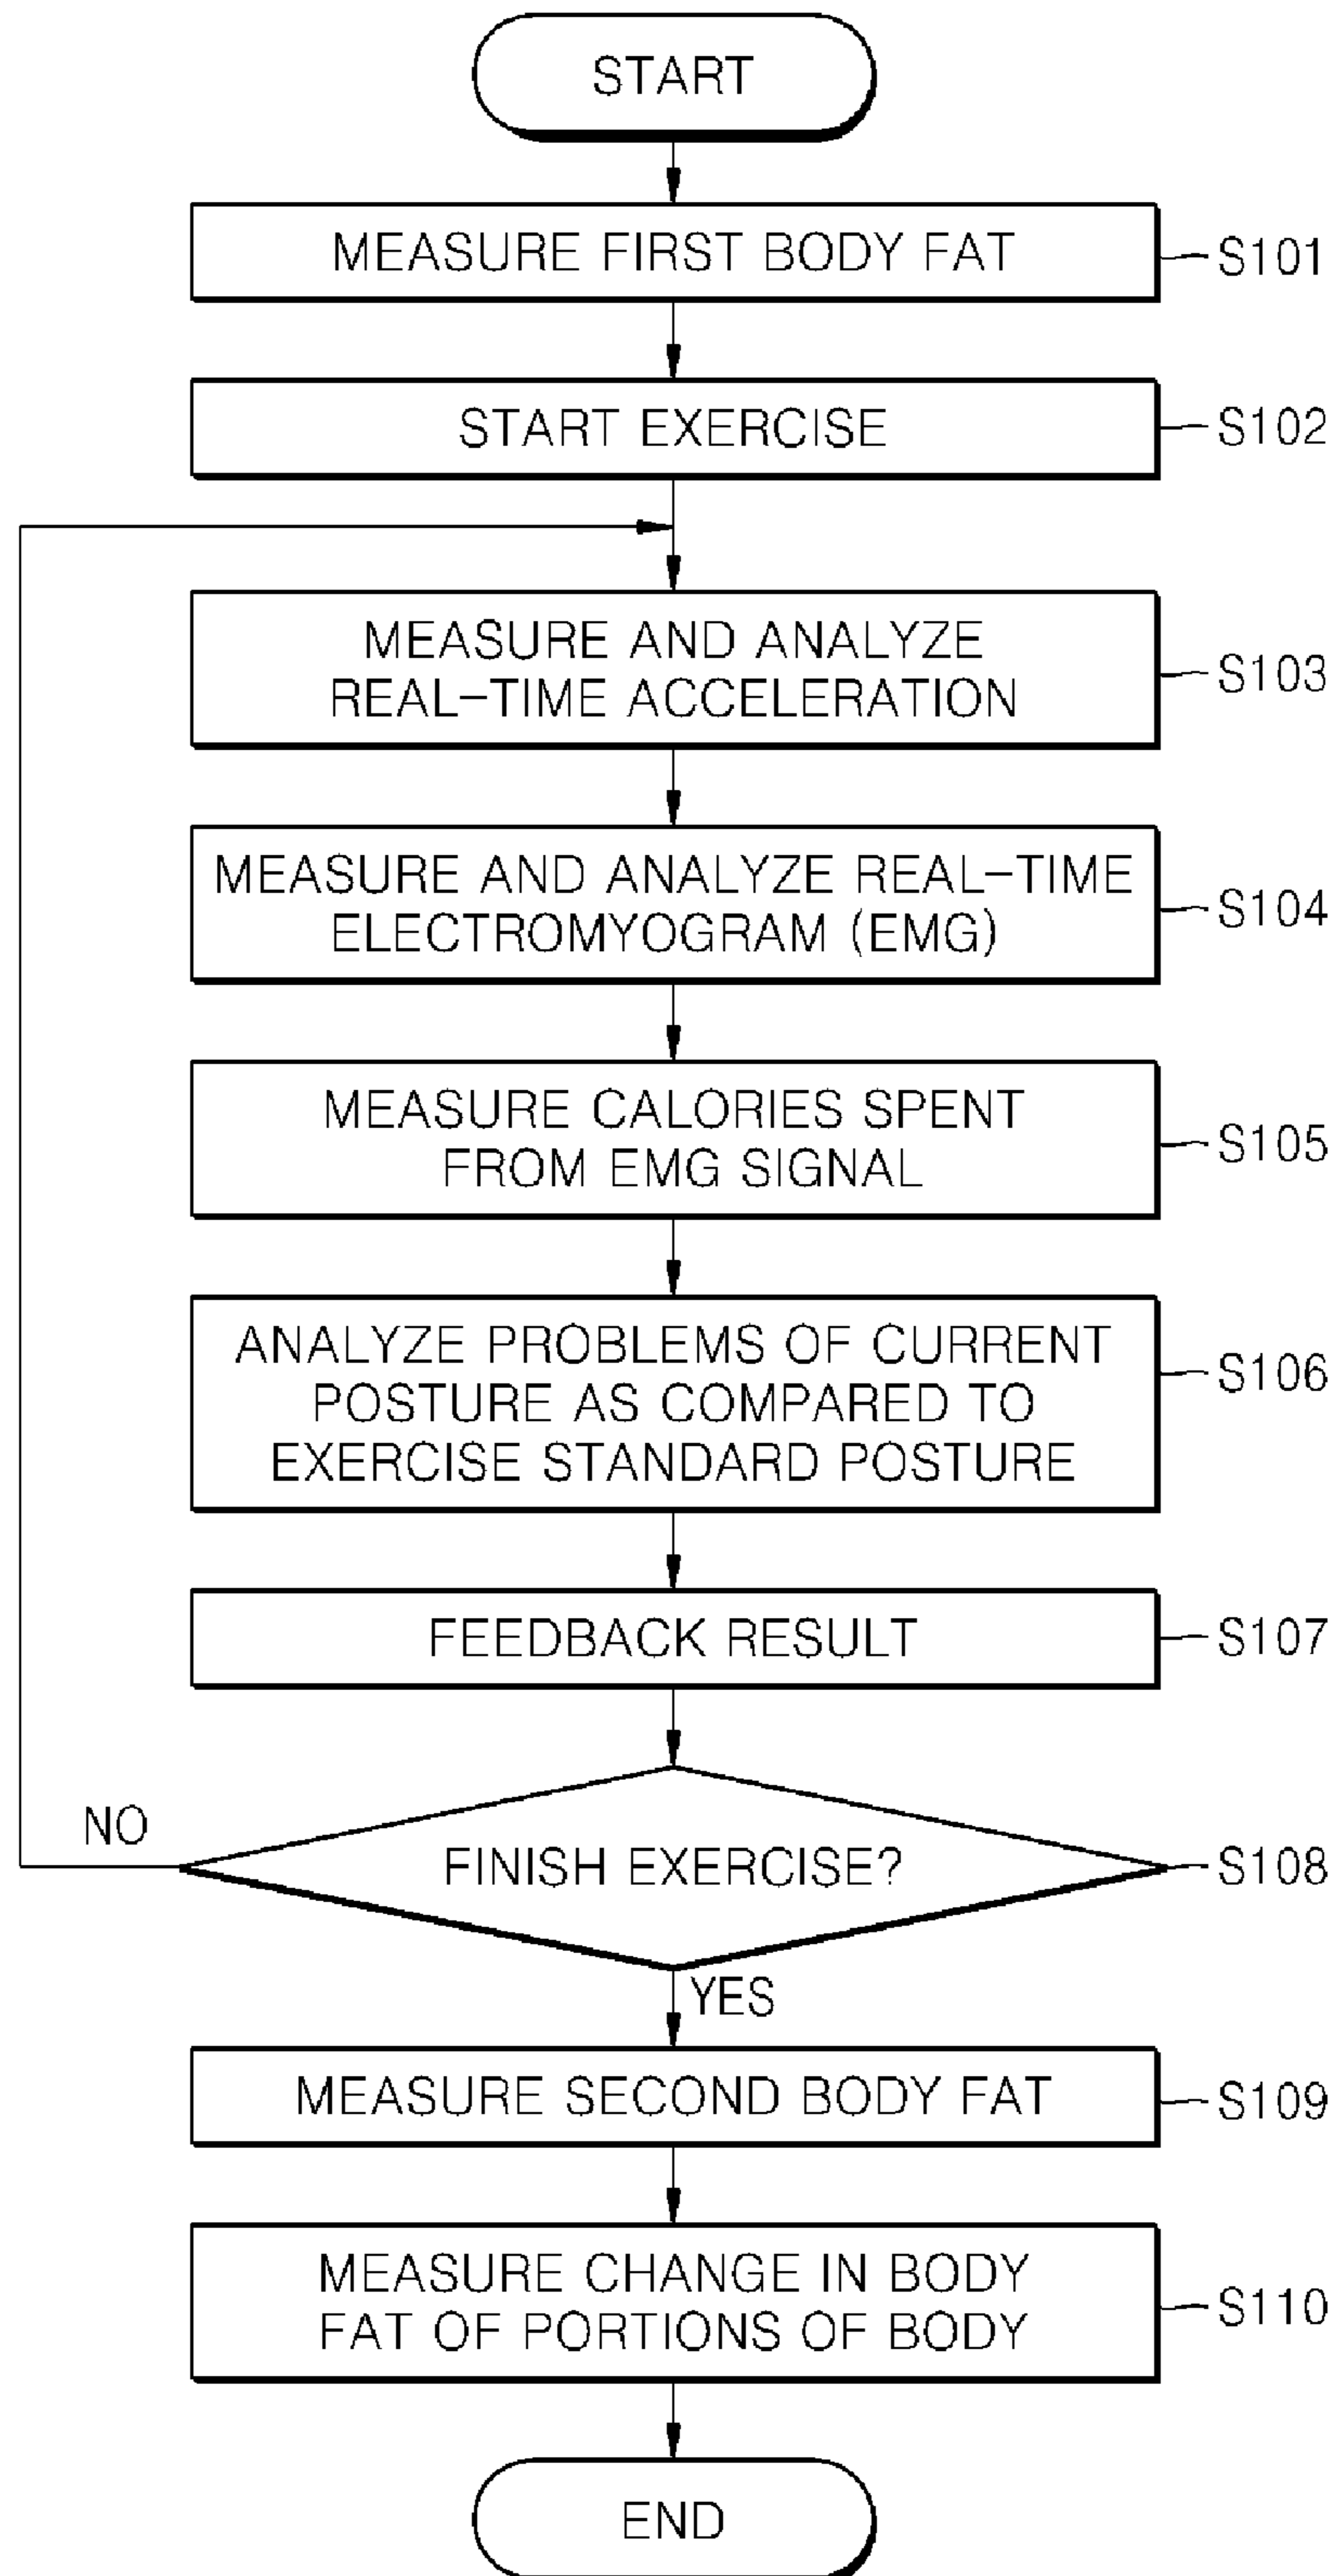 START
MEASURE FIRST BODY FAT
S101
START EXERCISE
S102
MEASURE AND ANALYZE
REAL-TIME ACCELERATION
S103
MEASURE AND ANALYZE REAL-TIME
ELECTROMYOGRAM (EMG)
S104
MEASURE CALORIES SPENT
FROM EMG SIGNAL
S105
ANALYZE PROBLEMS OF CURRENT
POSTURE AS COMPARED TO
EXERCISE STANDARD POSTURE
S106
FEEDBACK RESULT
S107
NO
FINISH EXERCISE?
S108
YES
MEASURE SECOND BODY FAT
S109
MEASURE CHANGE IN BODY
FAT OF PORTIONS OF BODY
S110
END